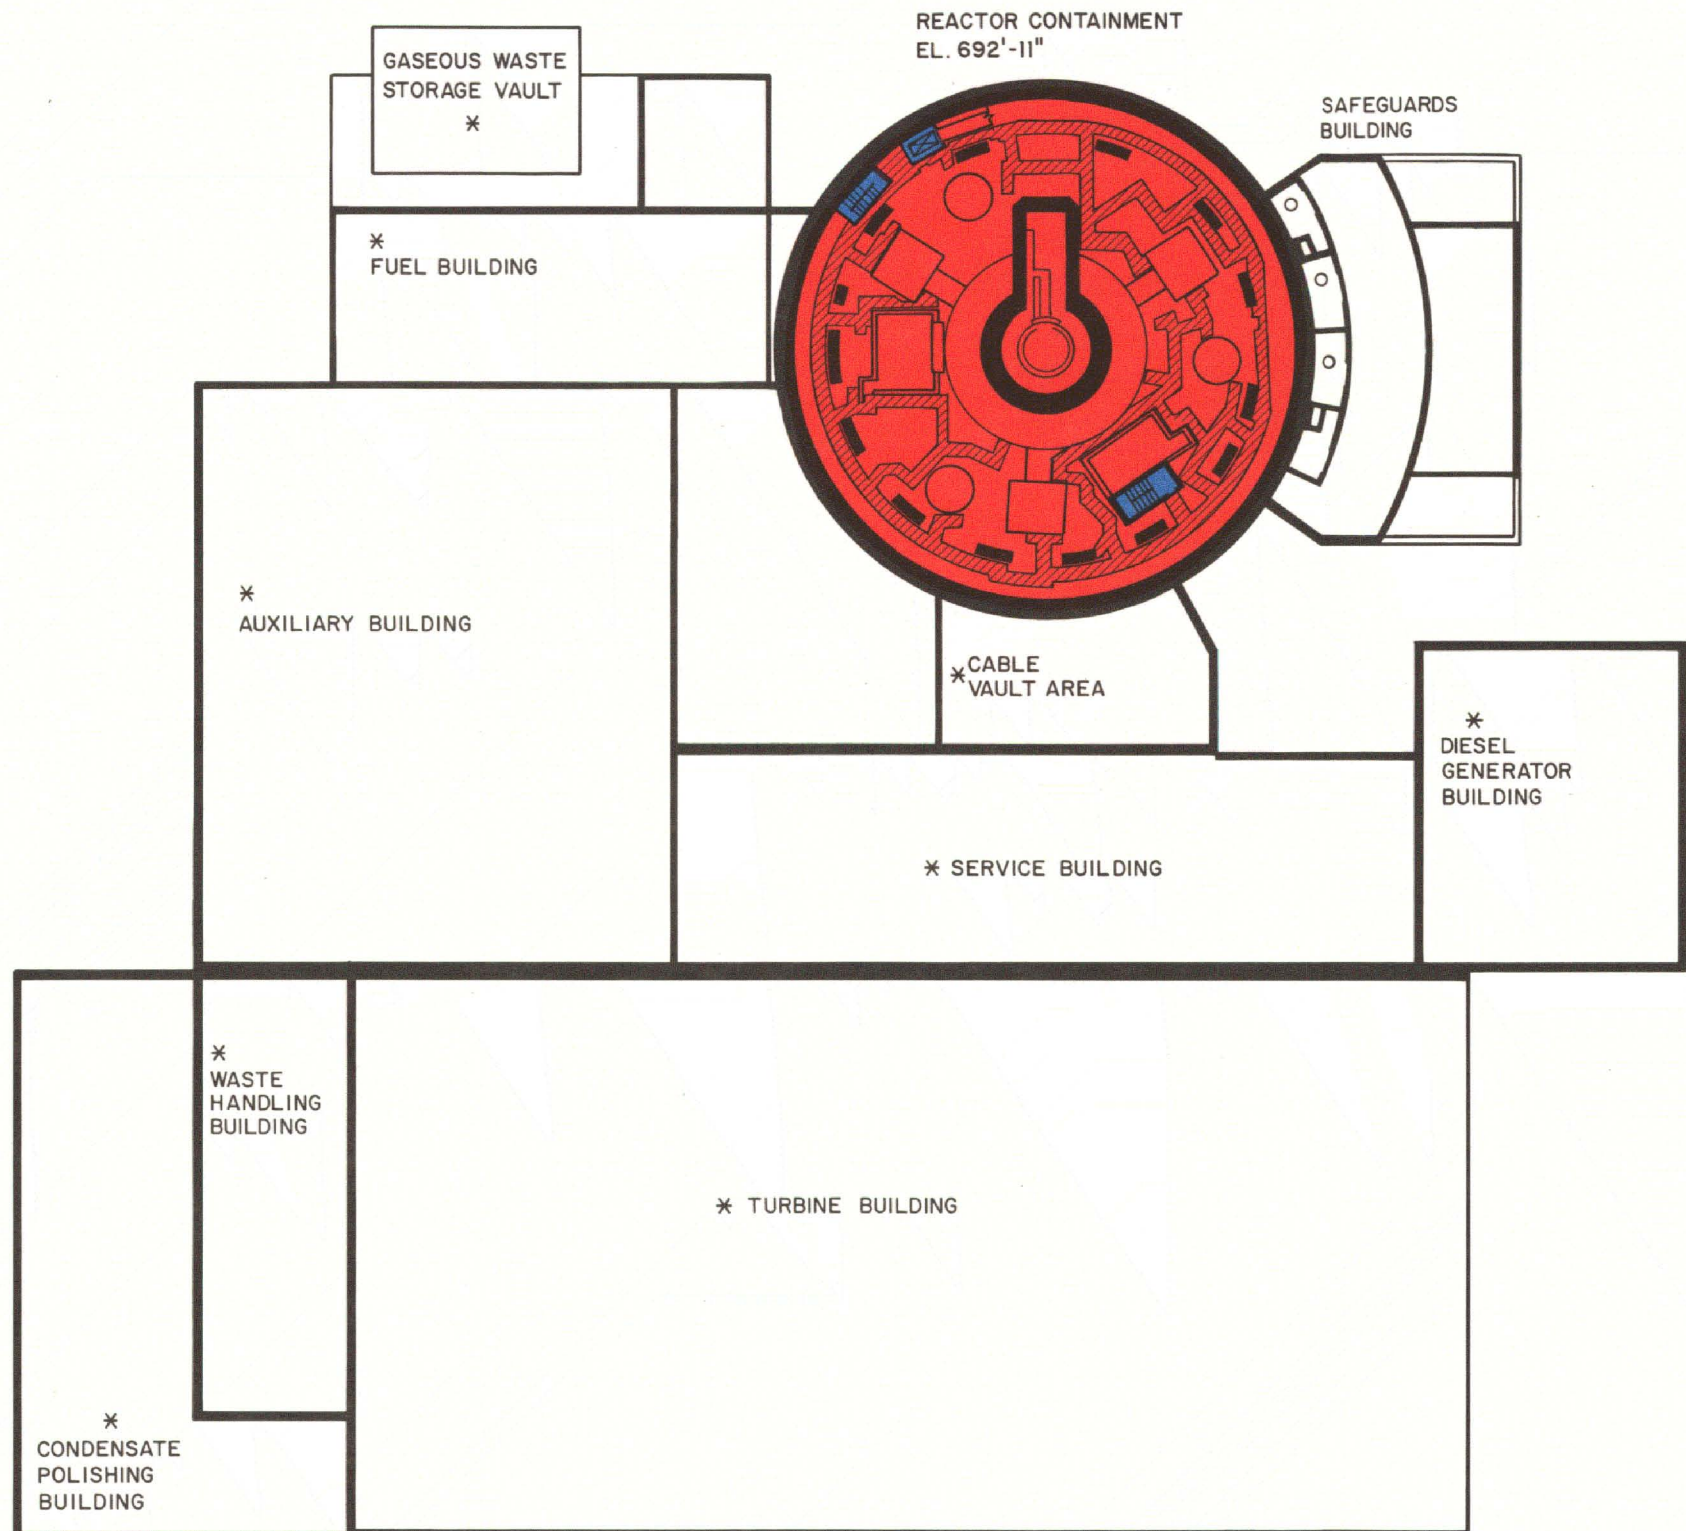 REACTOR CONTAINMENT
EL. 692'-11"
GASEOUS WASTE
STORAGE VAULT
*
SAFEGUARDS
BUILDING
*
FUEL BUILDING
*
AUXILIARY BUILDING
*CABLE
VAULT AREA
*
DIESEL
GENERATOR
BUILDING
* SERVICE BUILDING
*
WASTE
HANDLING
BUILDING
* TURBINE BUILDING
*
CONDENSATE
POLISHING
BUILDING